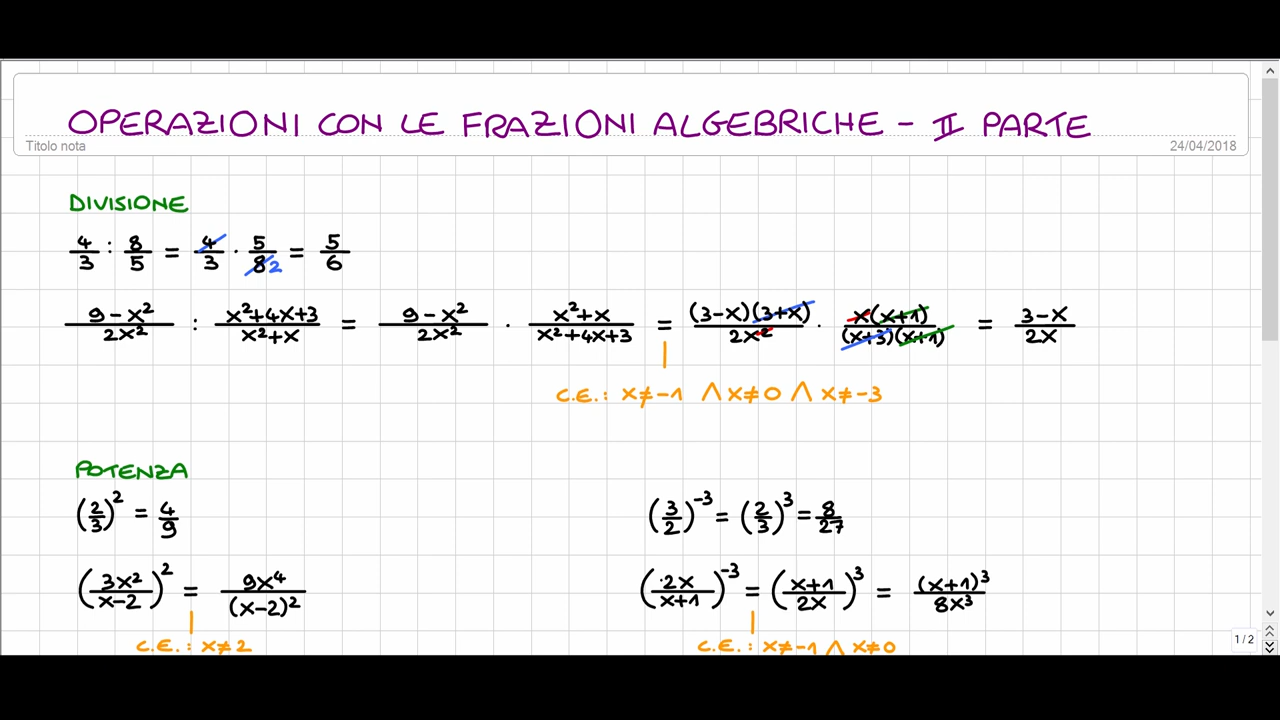 OPERAZIONI CON LE FRAZIONI ALGEBRICHE - II PARTE
Titolo nota 24/04/2018
DIVISIONE
4/3 : 8/5 = 4/3 · 5/8 2 = 5/6
9-x²/2x² : x²+4x+3/x²+x = 9-x²/2x² · x²+x/x²+4x+3 = (3-x)(3+x)/2x² · x(x+1)/(x+3)(x+1) = 3-x/2x
C.E.: x≠-1 ∧ x≠0 ∧ x≠-3
POTENZA
(2/3)² = 4/9 (3/2)⁻³ = (2/3)³ = 8/27
(3x²/x-2)² = 9x⁴/(x-2)² (2x/x+1)⁻³ = (x+1/2x)³ = (x+1)³/8x³
C.E.: x≠2 C.E.: x≠-1 ∧ x≠0
1/2